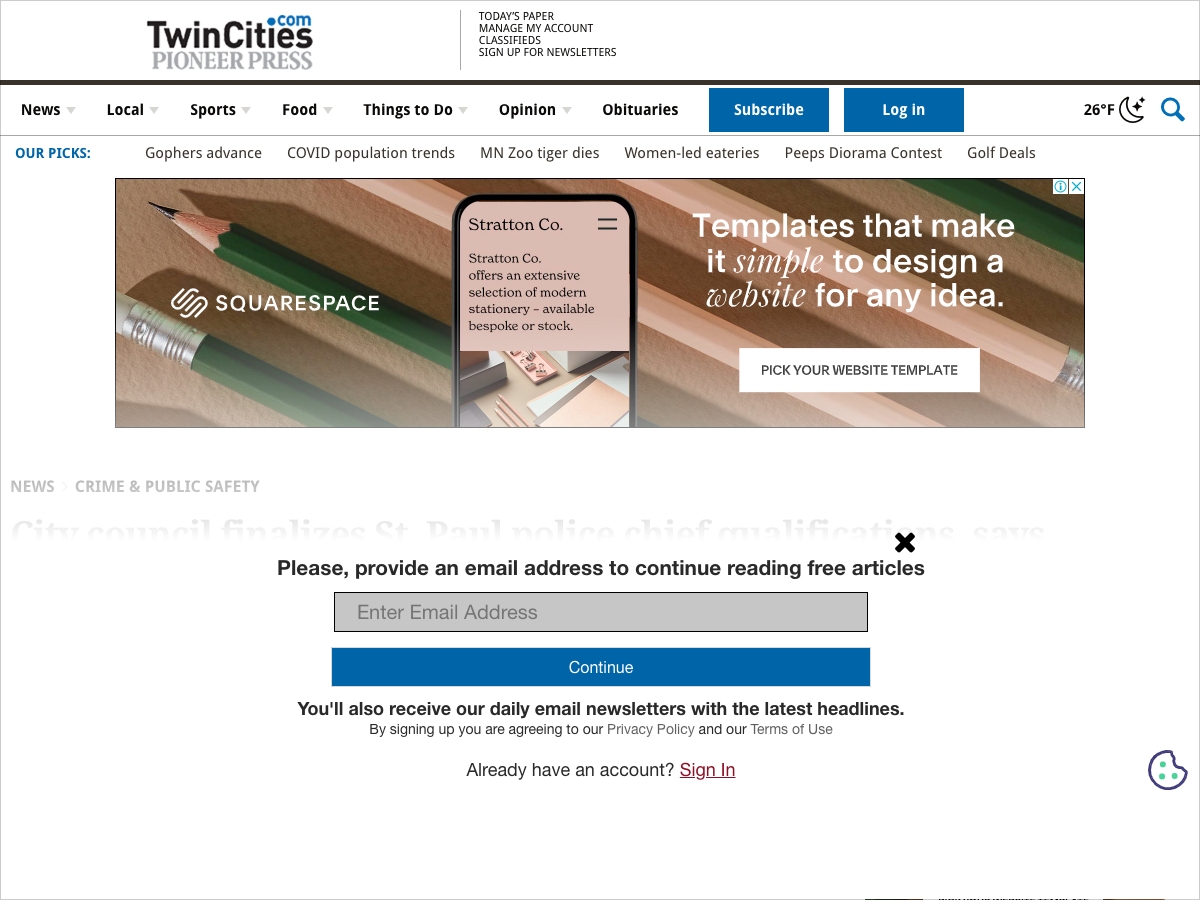 TwinCities.com
PIONEER PRESS
TODAY'S PAPER
MANAGE MY ACCOUNT
CLASSIFIEDS
SIGN UP FOR NEWSLETTERS
News Local Sports Food Things to Do Opinion Obituaries Subscribe Log in 26°F
OUR PICKS: Gophers advance COVID population trends MN Zoo tiger dies Women-led eateries Peeps Diorama Contest Golf Deals
SQUARESPACE
Stratton Co.
Stratton Co.
offers an extensive
selection of modern
stationery – available
bespoke or stock.
Templates that make
it simple to design a
website for any idea.
PICK YOUR WEBSITE TEMPLATE
NEWS > CRIME & PUBLIC SAFETY
City council finalizes St. Paul police chief qualifications, says
Please, provide an email address to continue reading free articles
Enter Email Address
Continue
You'll also receive our daily email newsletters with the latest headlines.
By signing up you are agreeing to our Privacy Policy and our Terms of Use
Already have an account? Sign In